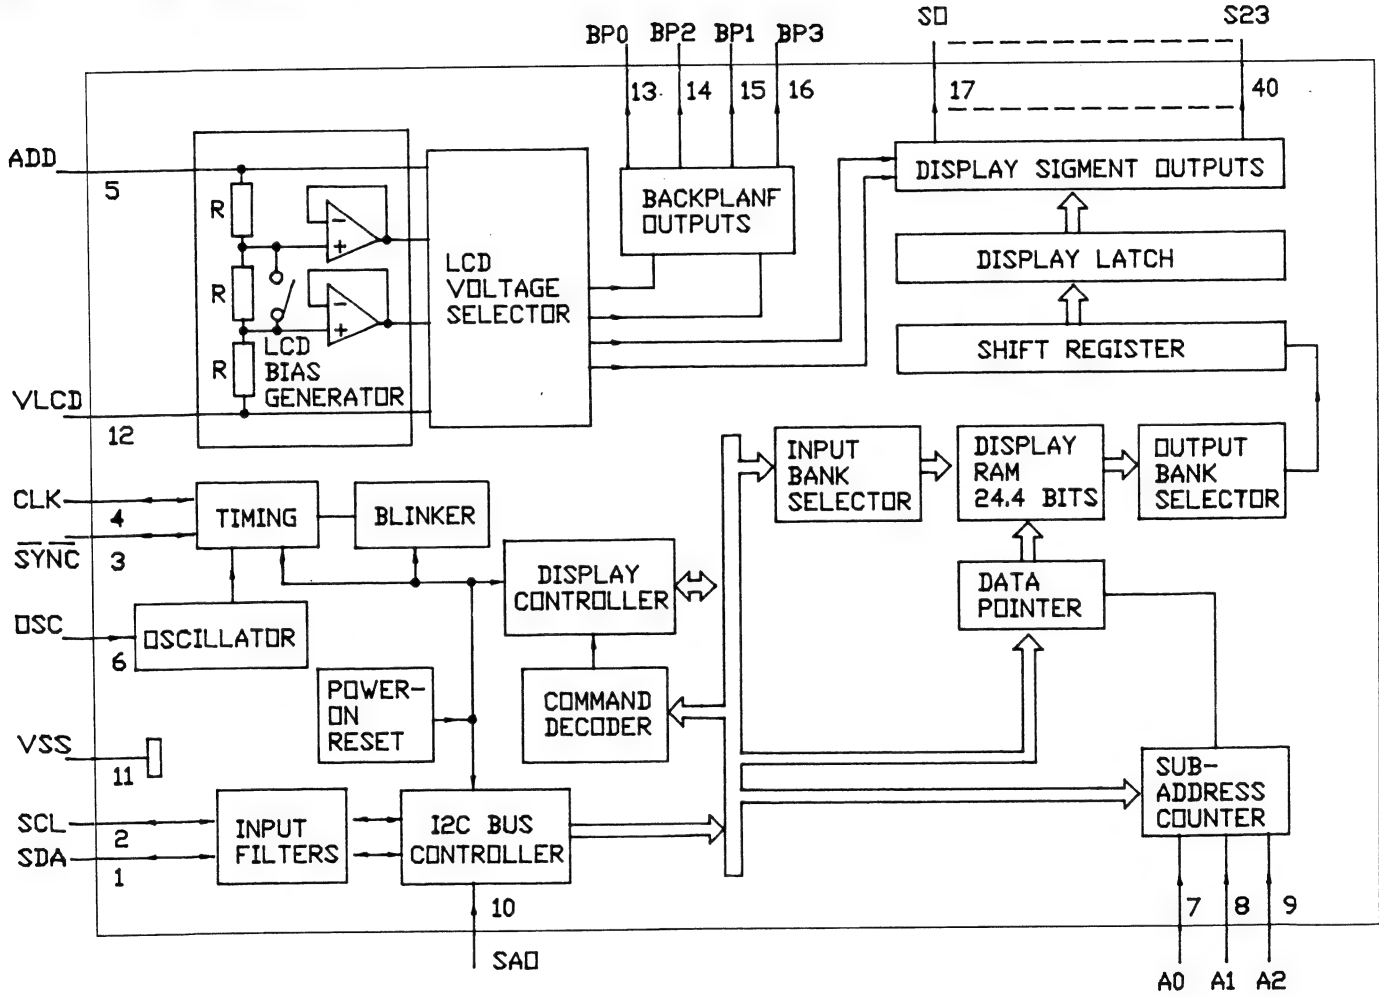 S0 S23
BP0 BP2 BP1 BP3
13 14 15 16 17 40
ADD
5
R
R
R
LCD
BIAS
GENERATOR
LCD
VOLTAGE
SELECTOR
BACKPLANF
OUTPUTS
DISPLAY SIGMENT OUTPUTS
DISPLAY LATCH
SHIFT REGISTER
VLCD
12
CLK
4
SYNC
3
TIMING
BLINKER
INPUT
BANK
SELECTOR
DISPLAY
RAM
24.4 BITS
OUTPUT
BANK
SELECTOR
OSC
6
OSCILLATOR
DISPLAY
CONTROLLER
DATA
POINTER
POWER-
ON
RESET
COMMAND
DECODER
VSS
11
SUB-
ADDRESS
COUNTER
SCL
2
SDA
1
INPUT
FILTERS
I2C BUS
CONTROLLER
10
SA0
7 8 9
A0 A1 A2